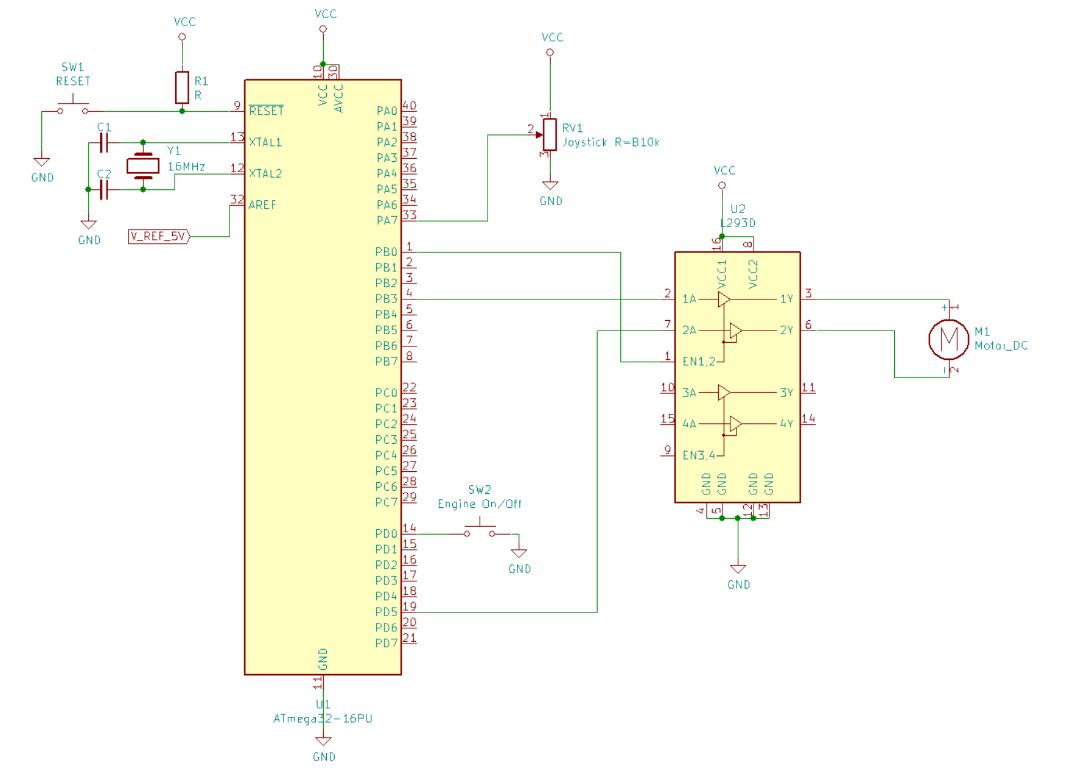 VCC
SW1
RESET
R1
R
GND
C1
C2
Y1
16MHz
GND
V_REF_5V
VCC
10
30
VCC
AVCC
9
RESET
13
XTAL1
12
XTAL2
32
AREF
PA0 40
PA1 39
PA2 38
PA3 37
PA4 36
PA5 35
PA6 34
PA7 33
PB0 1
PB1 2
PB2 3
PB3 4
PB4 5
PB5 6
PB6 7
PB7 8
PC0 22
PC1 23
PC2 24
PC3 25
PC4 26
PC5 27
PC6 28
PC7 29
PD0 14
PD1 15
PD2 16
PD3 17
PD4 18
PD5 19
PD6 20
PD7 21
GND
11
U1
ATmega32-16PU
GND
VCC
1
2
3
RV1
Joystick R=B10k
GND
SW2
Engine On/Off
GND
VCC
U2
L293D
16
8
VCC1
VCC2
2 1A 1Y 3
7 2A 2Y 6
1 EN1,2
10 3A 3Y 11
15 4A 4Y 14
9 EN3,4
GND GND GND GND
4 5 12 13
GND
+ 1
M
M1
Motor_DC
- 2